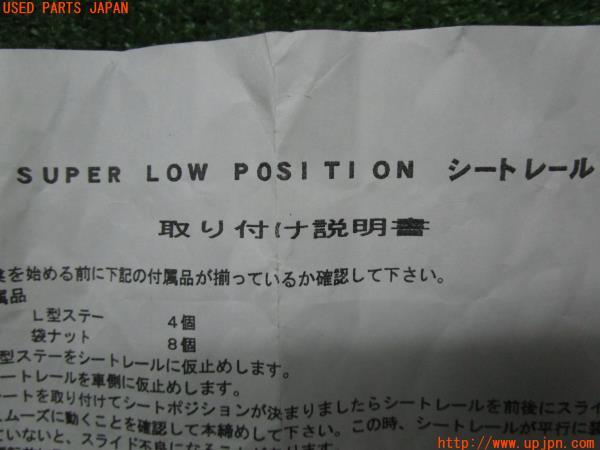 USED PARTS JAPAN
SUPER LOW POSITION シートレール
取り付け説明書
を始める前に下記の付属品が揃っているか確認して下さい。
属品
L型ステー 4個
袋ナット 8個
型ステーをシートレールに仮止めします。
ートレールを車側に仮止めします。
ートを取り付けてシートポジションが決まりましたらシートレールを前後にスライ
ムーズに動くことを確認して本締めして下さい。この時、シートレールが平行に
ていないと、スライド不良になることがあります。
http://www.upjpn.com/